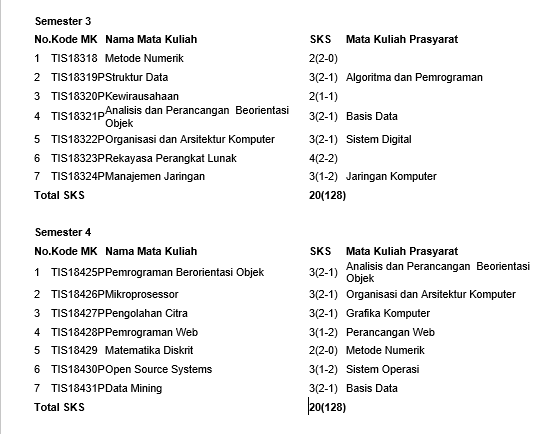 Semester 3
No.Kode MK Nama Mata Kuliah SKS Mata Kuliah Prasyarat
1 TIS18318 Metode Numerik 2(2-0)
2 TIS18319P Struktur Data 3(2-1) Algoritma dan Pemrograman
3 TIS18320P Kewirausahaan 2(1-1)
4 TIS18321P Analisis dan Perancangan Beorientasi Objek 3(2-1) Basis Data
5 TIS18322P Organisasi dan Arsitektur Komputer 3(2-1) Sistem Digital
6 TIS18323P Rekayasa Perangkat Lunak 4(2-2)
7 TIS18324P Manajemen Jaringan 3(1-2) Jaringan Komputer
Total SKS 20(128)
Semester 4
No.Kode MK Nama Mata Kuliah SKS Mata Kuliah Prasyarat
1 TIS18425P Pemrograman Berorientasi Objek 3(2-1) Analisis dan Perancangan Beorientasi Objek
2 TIS18426P Mikroprosessor 3(2-1) Organisasi dan Arsitektur Komputer
3 TIS18427P Pengolahan Citra 3(2-1) Grafika Komputer
4 TIS18428P Pemrograman Web 3(1-2) Perancangan Web
5 TIS18429 Matematika Diskrit 2(2-0) Metode Numerik
6 TIS18430P Open Source Systems 3(1-2) Sistem Operasi
7 TIS18431P Data Mining 3(2-1) Basis Data
Total SKS 20(128)